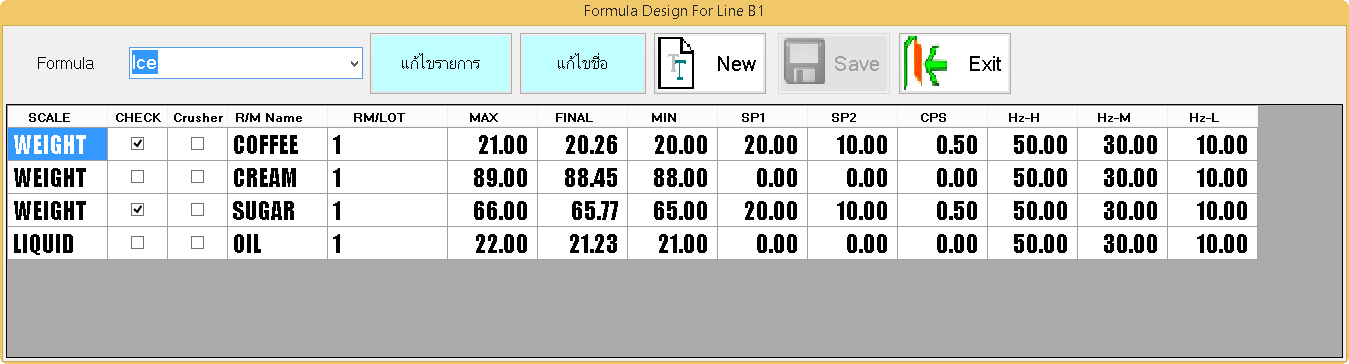 Formula Design For Line B1
Formula Ice แก้ไขรายการ แก้ไขชื่อ New Save Exit
SCALE CHECK Crusher R/M Name RM/LOT MAX FINAL MIN SP1 SP2 CPS Hz-H Hz-M Hz-L
WEIGHT COFFEE 1 21.00 20.26 20.00 20.00 10.00 0.50 50.00 30.00 10.00
WEIGHT CREAM 1 89.00 88.45 88.00 0.00 0.00 0.00 50.00 30.00 10.00
WEIGHT SUGAR 1 66.00 65.77 65.00 20.00 10.00 0.50 50.00 30.00 10.00
LIQUID OIL 1 22.00 21.23 21.00 0.00 0.00 0.00 50.00 30.00 10.00